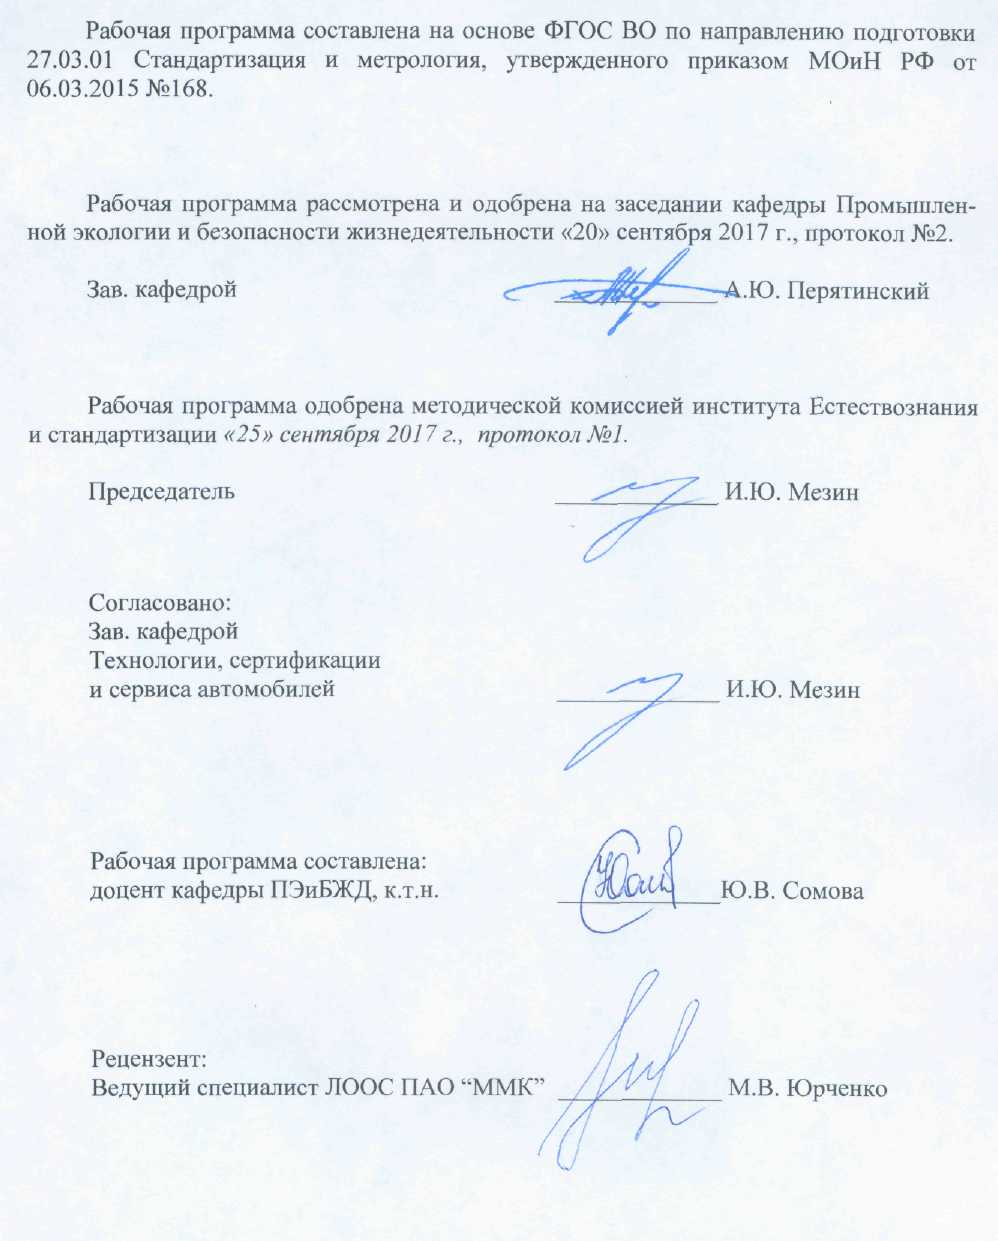 Рабочая программа составлена на основе ФГОС ВО по направлению подготовки
27.03.01 Стандартизация и метрология, утвержденного приказом МОиН РФ от
06.03.2015 №168.
Рабочая программа рассмотрена и одобрена на заседании кафедры Промышлен-
ной экологии и безопасности жизнедеятельности «20» сентября 2017 г., протокол №2.
Зав. кафедрой А.Ю. Перятинский
Рабочая программа одобрена методической комиссией института Естествознания
и стандартизации «25» сентября 2017 г., протокол №1.
Председатель И.Ю. Мезин
Согласовано:
Зав. кафедрой
Технологии, сертификации
и сервиса автомобилей И.Ю. Мезин
Рабочая программа составлена:
доцент кафедры ПЭиБЖД, к.т.н. Ю.В. Сомова
Рецензент:
Ведущий специалист ЛООС ПАО “ММК” М.В. Юрченко